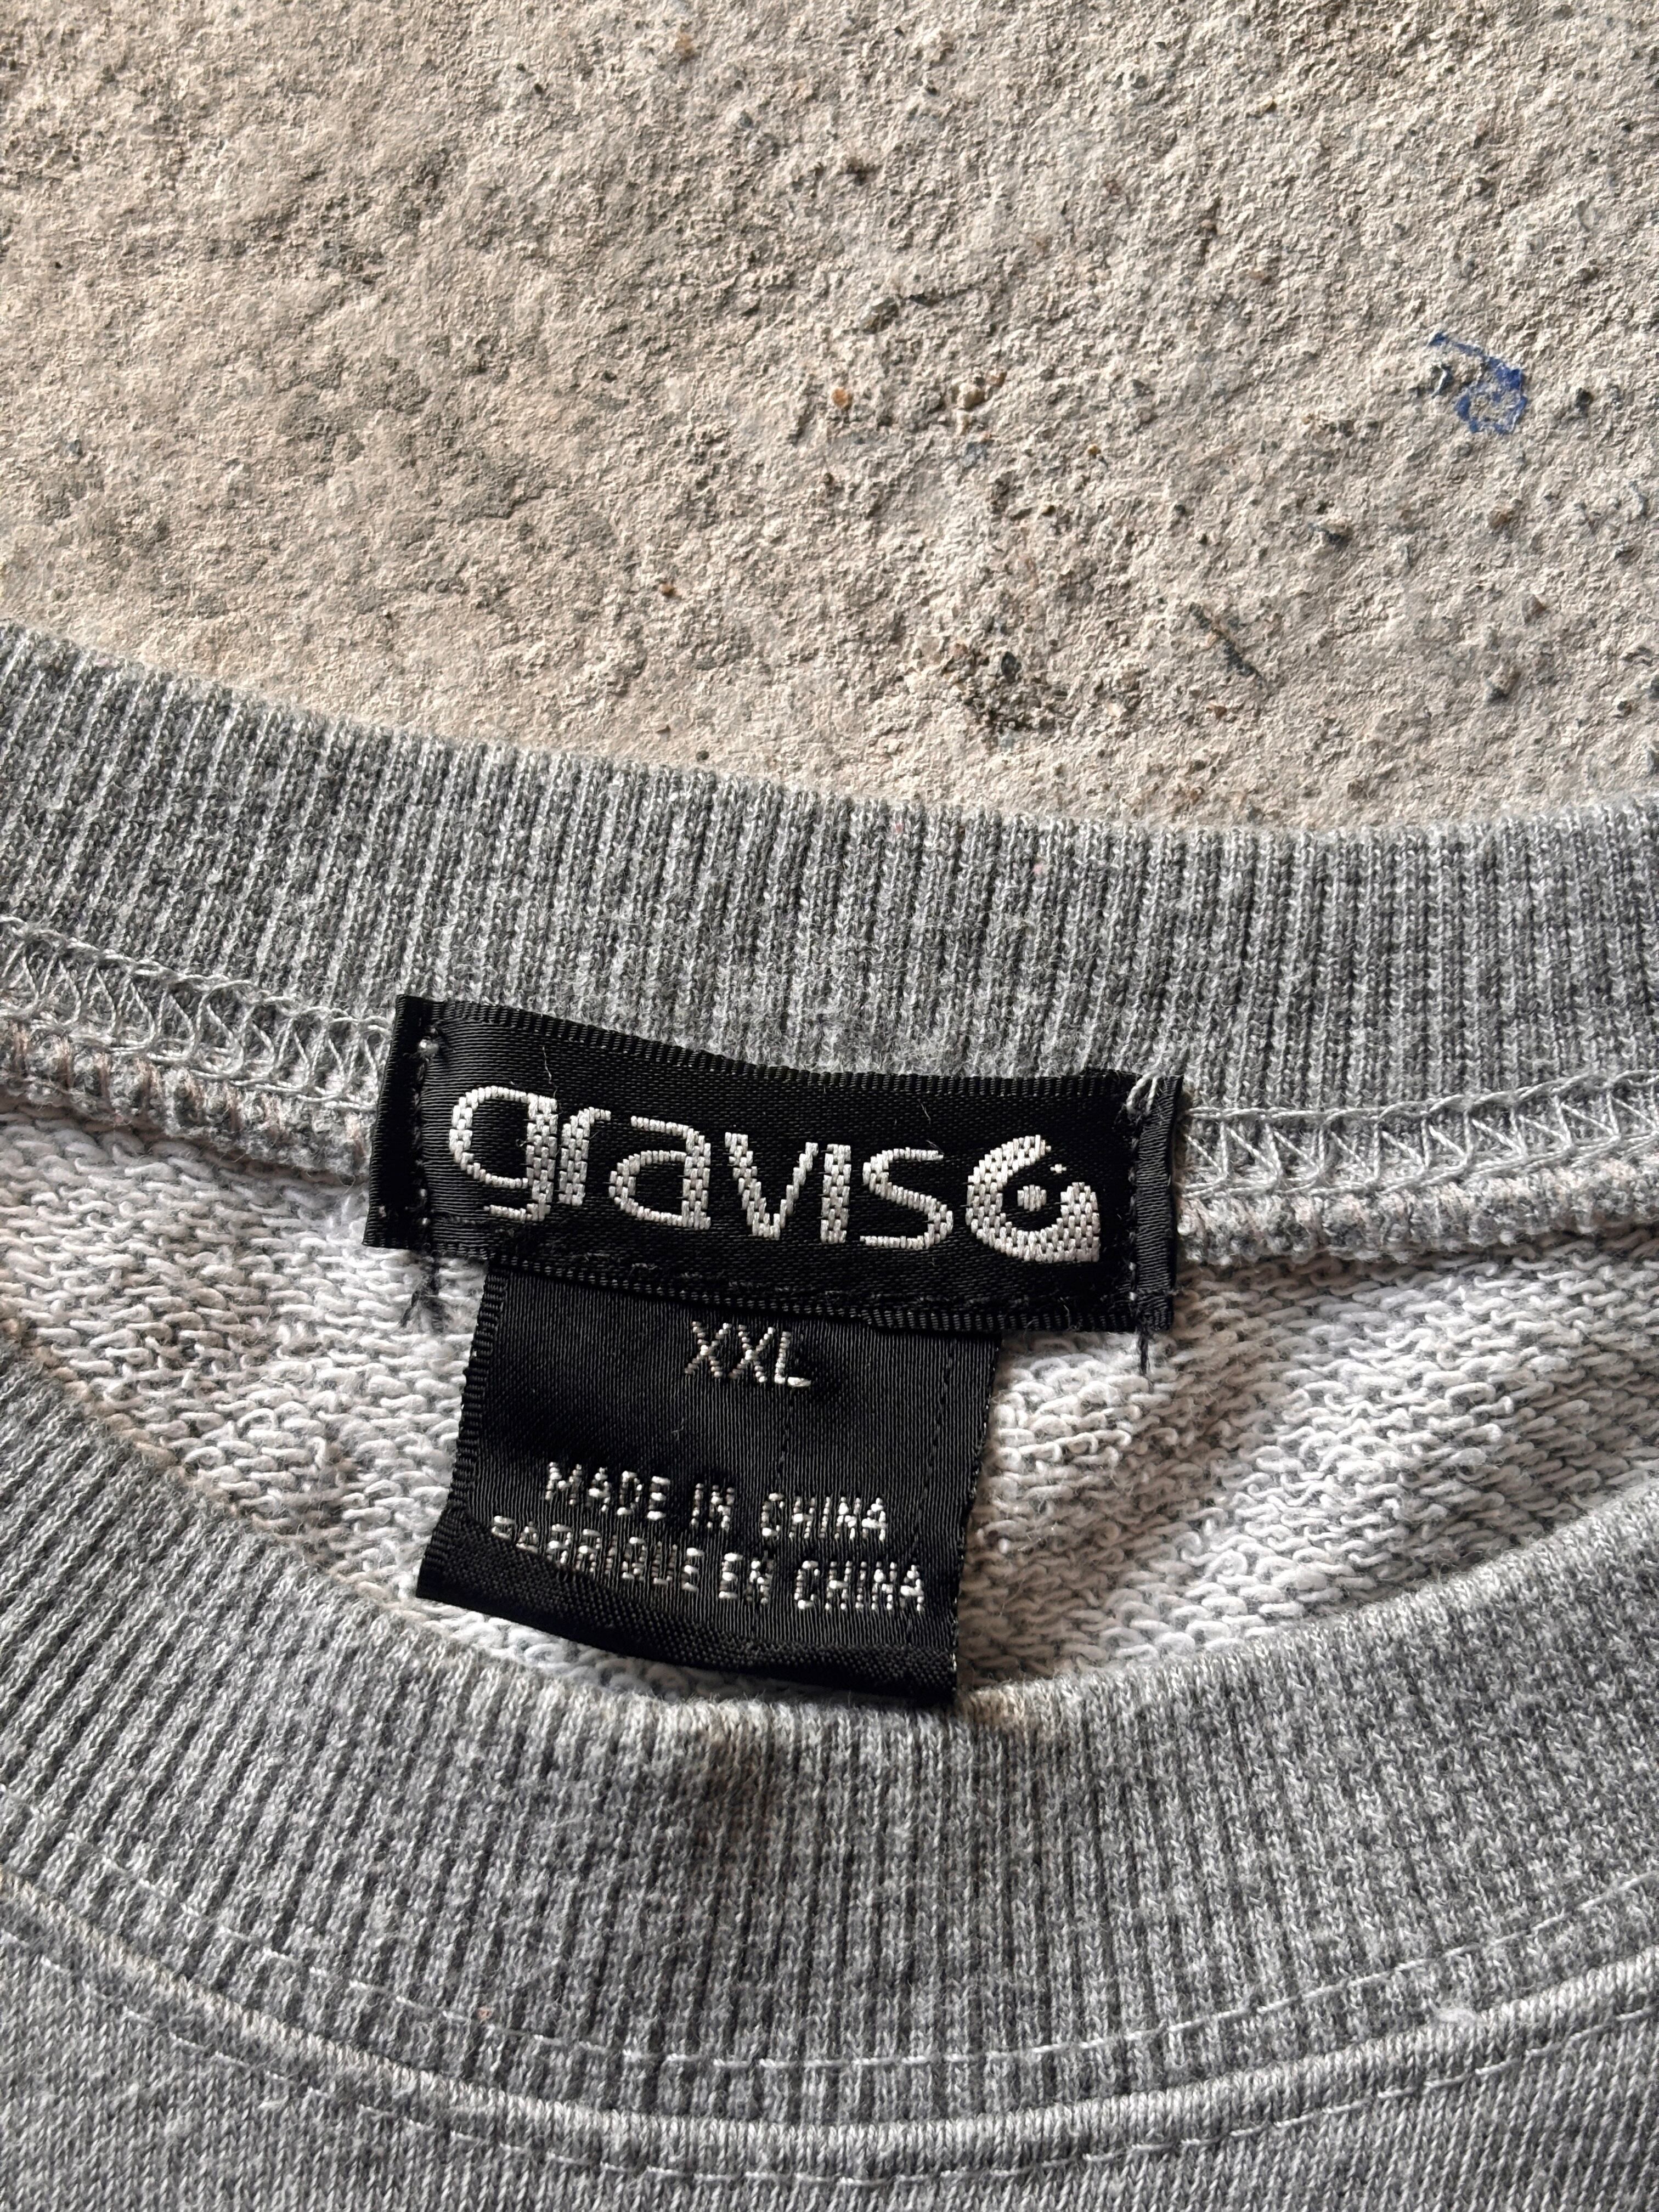 gravis
XXL
MADE IN CHINA
FABRIQUE EN CHINA